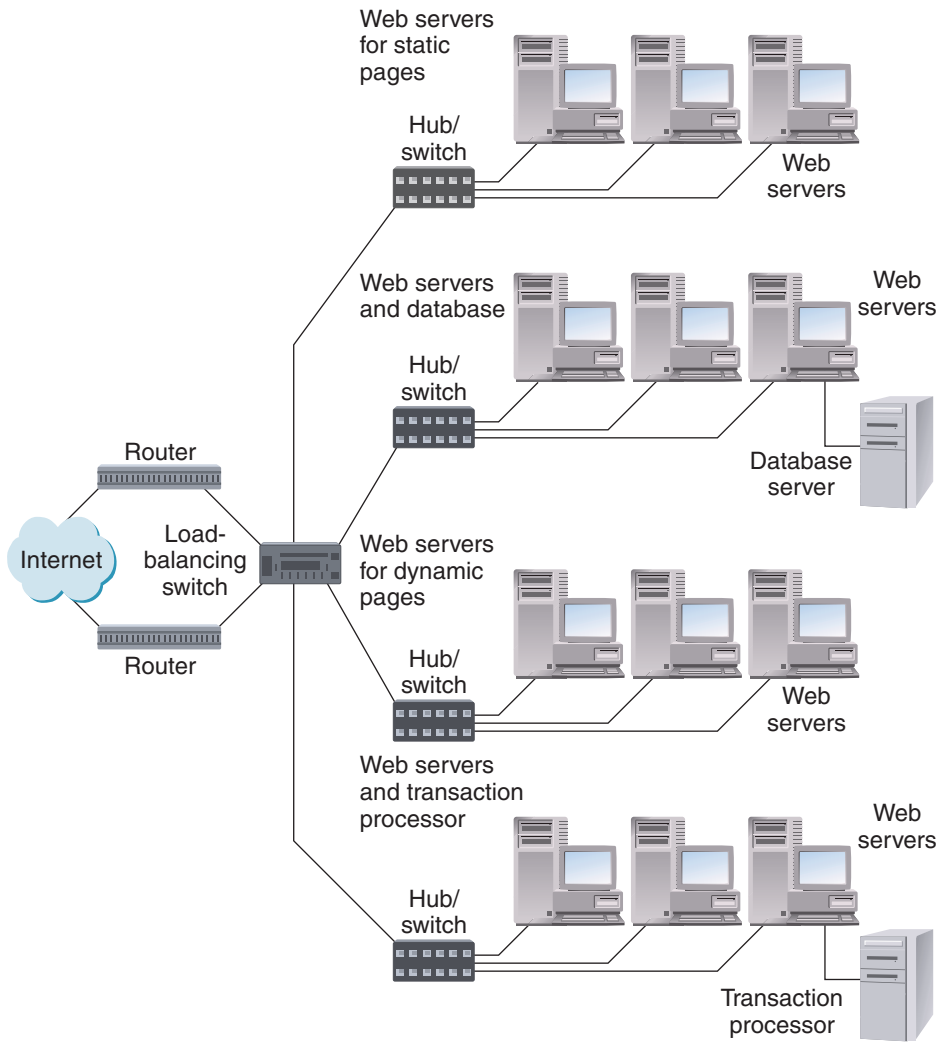 Web servers
for static
pages
Hub/
switch
Web
servers
Web servers
and database
Web
servers
Hub/
switch
Database
server
Router
Load-
balancing
switch
Internet
Router
Web servers
for dynamic
pages
Hub/
switch
Web
servers
Web servers
and transaction
processor
Web
servers
Hub/
switch
Transaction
processor